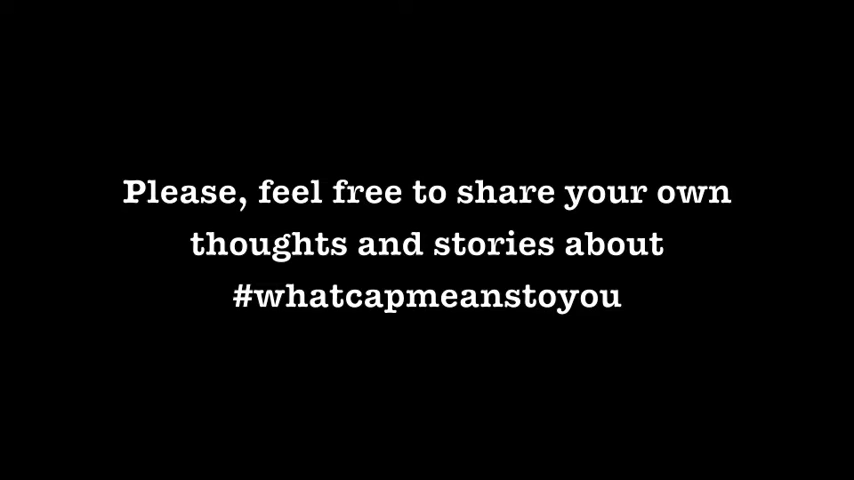 Please, feel free to share your own
thoughts and stories about
#whatcapmeanstoyou